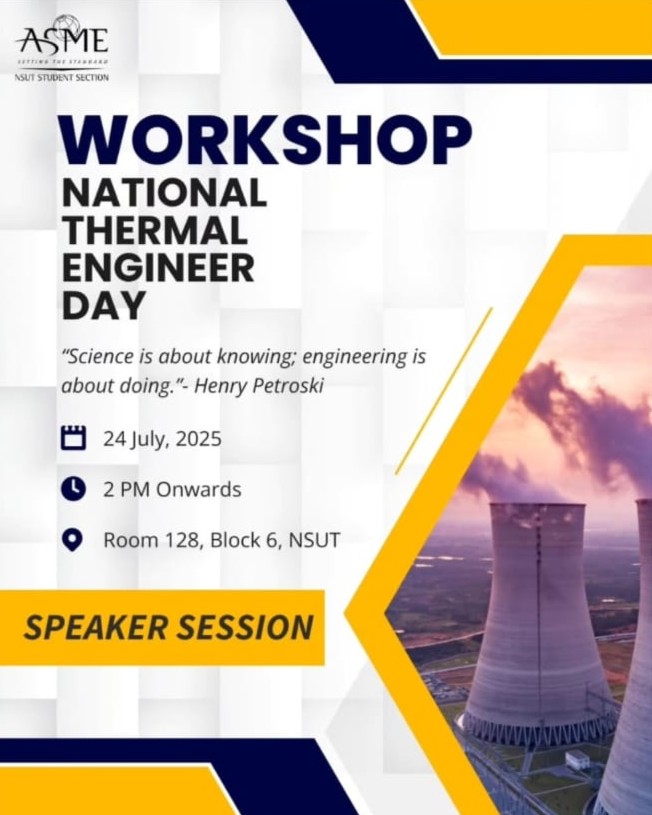 ASME
SETTING THE STANDARD
NSUT STUDENT SECTION
WORKSHOP
NATIONAL
THERMAL
ENGINEER
DAY
“Science is about knowing; engineering is
about doing.”- Henry Petroski
24 July, 2025
2 PM Onwards
Room 128, Block 6, NSUT
SPEAKER SESSION